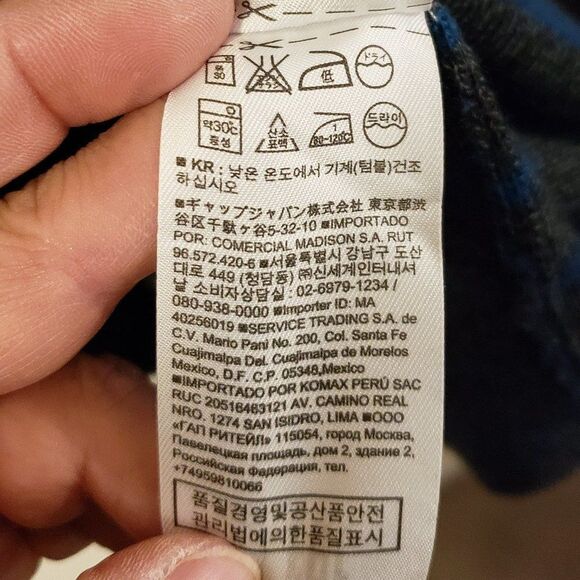 弱
30
低
ドライ
약30℃
중성
산소
표백
80~120℃
드라이
KR : 낮은 온도에서 기계(텀블)건조
하십시오
ギャップジャパン株式会社 東京都渋
谷区千駄ヶ谷5-32-10 IMPORTADO
POR: COMERCIAL MADISON S.A. RUT
96.572.420-6 서울특별시 강남구 도산
대로 449 (청담동) ㈜신세계인터내셔
날 소비자상담실 : 02-6979-1234 /
080-938-0000 Importer ID: MA
40256019 SERVICE TRADING S.A. de
C.V. Mario Pani No. 200, Col. Santa Fe
Cuajimalpa Del. Cuajimalpa de Morelos
Mexico, D.F. C.P. 05348, Mexico
IMPORTADO POR KOMAX PERÚ SAC
RUC 20516463121 AV. CAMINO REAL
NRO. 1274 SAN ISIDRO, LIMA ООО
«ГАП РИТЕЙЛ» 115054, город Москва,
Павелецкая площадь, дом 2, здание 2,
Российская Федерация, тел.
+74959810066
품질경영및공산품안전
관리법에의한품질표시